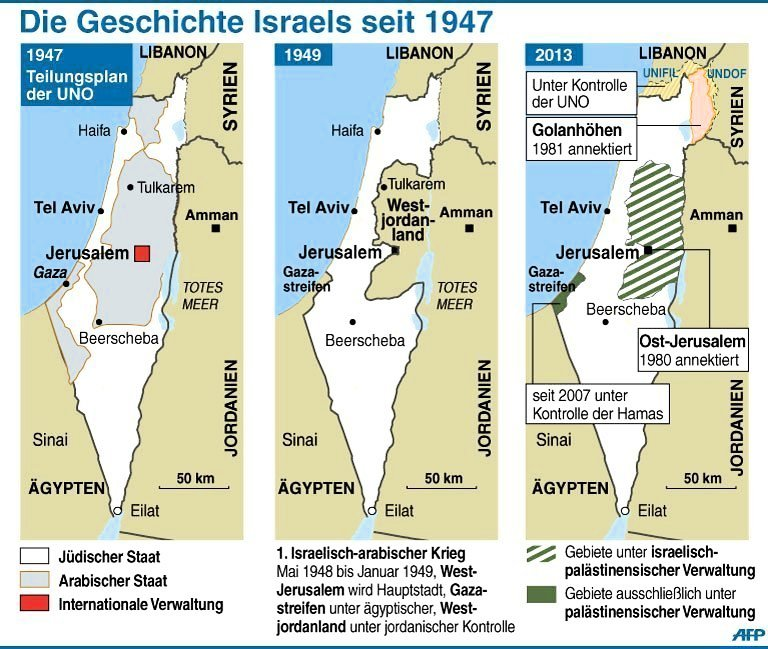 Die Geschichte Israels seit 1947
1947
Teilungsplan
der UNO
LIBANON
SYRIEN
Haifa
Tulkarem
Tel Aviv
Amman
Jerusalem
Gaza
TOTES
MEER
Beerscheba
JORDANIEN
Sinai
50 km
ÄGYPTEN
Eilat
Jüdischer Staat
Arabischer Staat
Internationale Verwaltung
1949
LIBANON
SYRIEN
Haifa
Tulkarem
West-
jordan-
land
Tel Aviv
Amman
Jerusalem
Gaza-
streifen
TOTES
MEER
Beerscheba
JORDANIEN
Sinai
50 km
ÄGYPTEN
Eilat
1. Israelisch-arabischer Krieg
Mai 1948 bis Januar 1949, West-
Jerusalem wird Hauptstadt, Gaza-
streifen unter ägyptischer, West-
jordanland unter jordanischer Kontrolle
2013
LIBANON
UNIFIL
UNDOF
Unter Kontrolle
der UNO
SYRIEN
Golanhöhen
1981 annektiert
Tel Aviv
Amman
Jerusalem
Gaza-
streifen
Beerscheba
Ost-Jerusalem
1980 annektiert
seit 2007 unter
Kontrolle der Hamas
JORDANIEN
Sinai
50 km
ÄGYPTEN
Eilat
Gebiete unter israelisch-
palästinensischer Verwaltung
Gebiete ausschließlich unter
palästinensischer Verwaltung
AFP